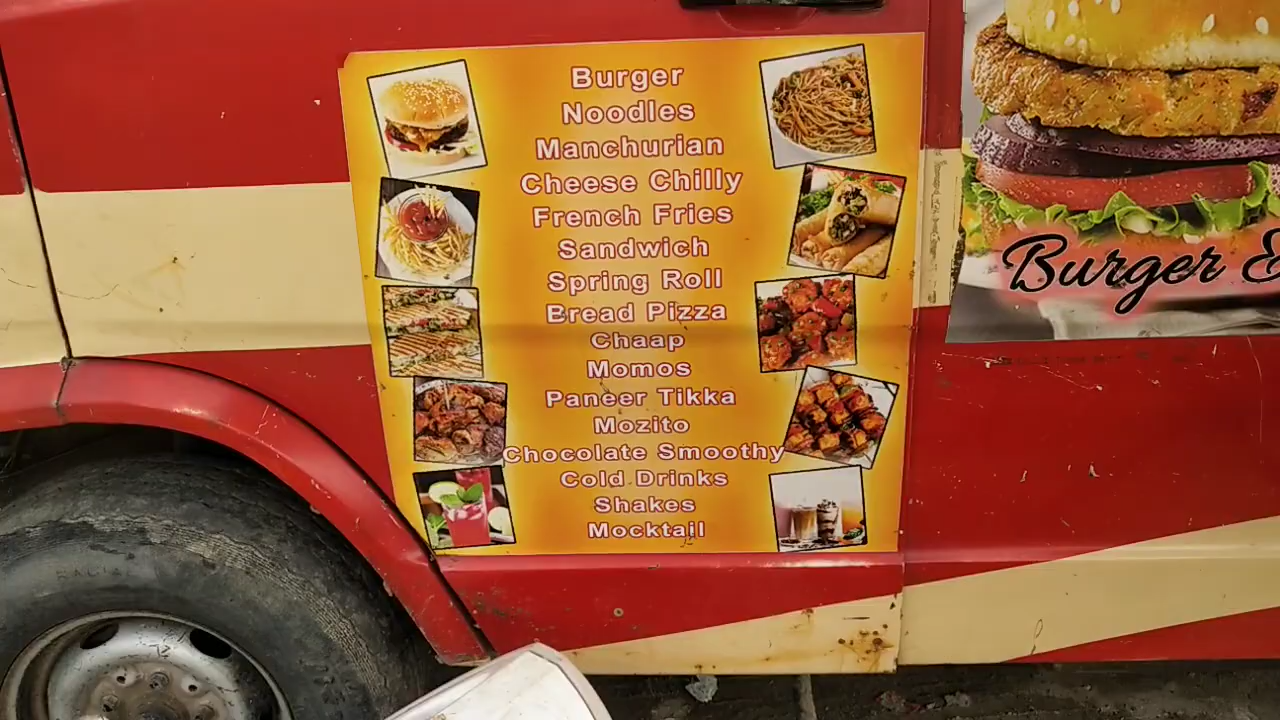 Burger
Noodles
Manchurian
Cheese Chilly
French Fries
Sandwich
Spring Roll
Bread Pizza
Chaap
Momos
Paneer Tikka
Mozito
Chocolate Smoothy
Cold Drinks
Shakes
Mocktail
Burger &